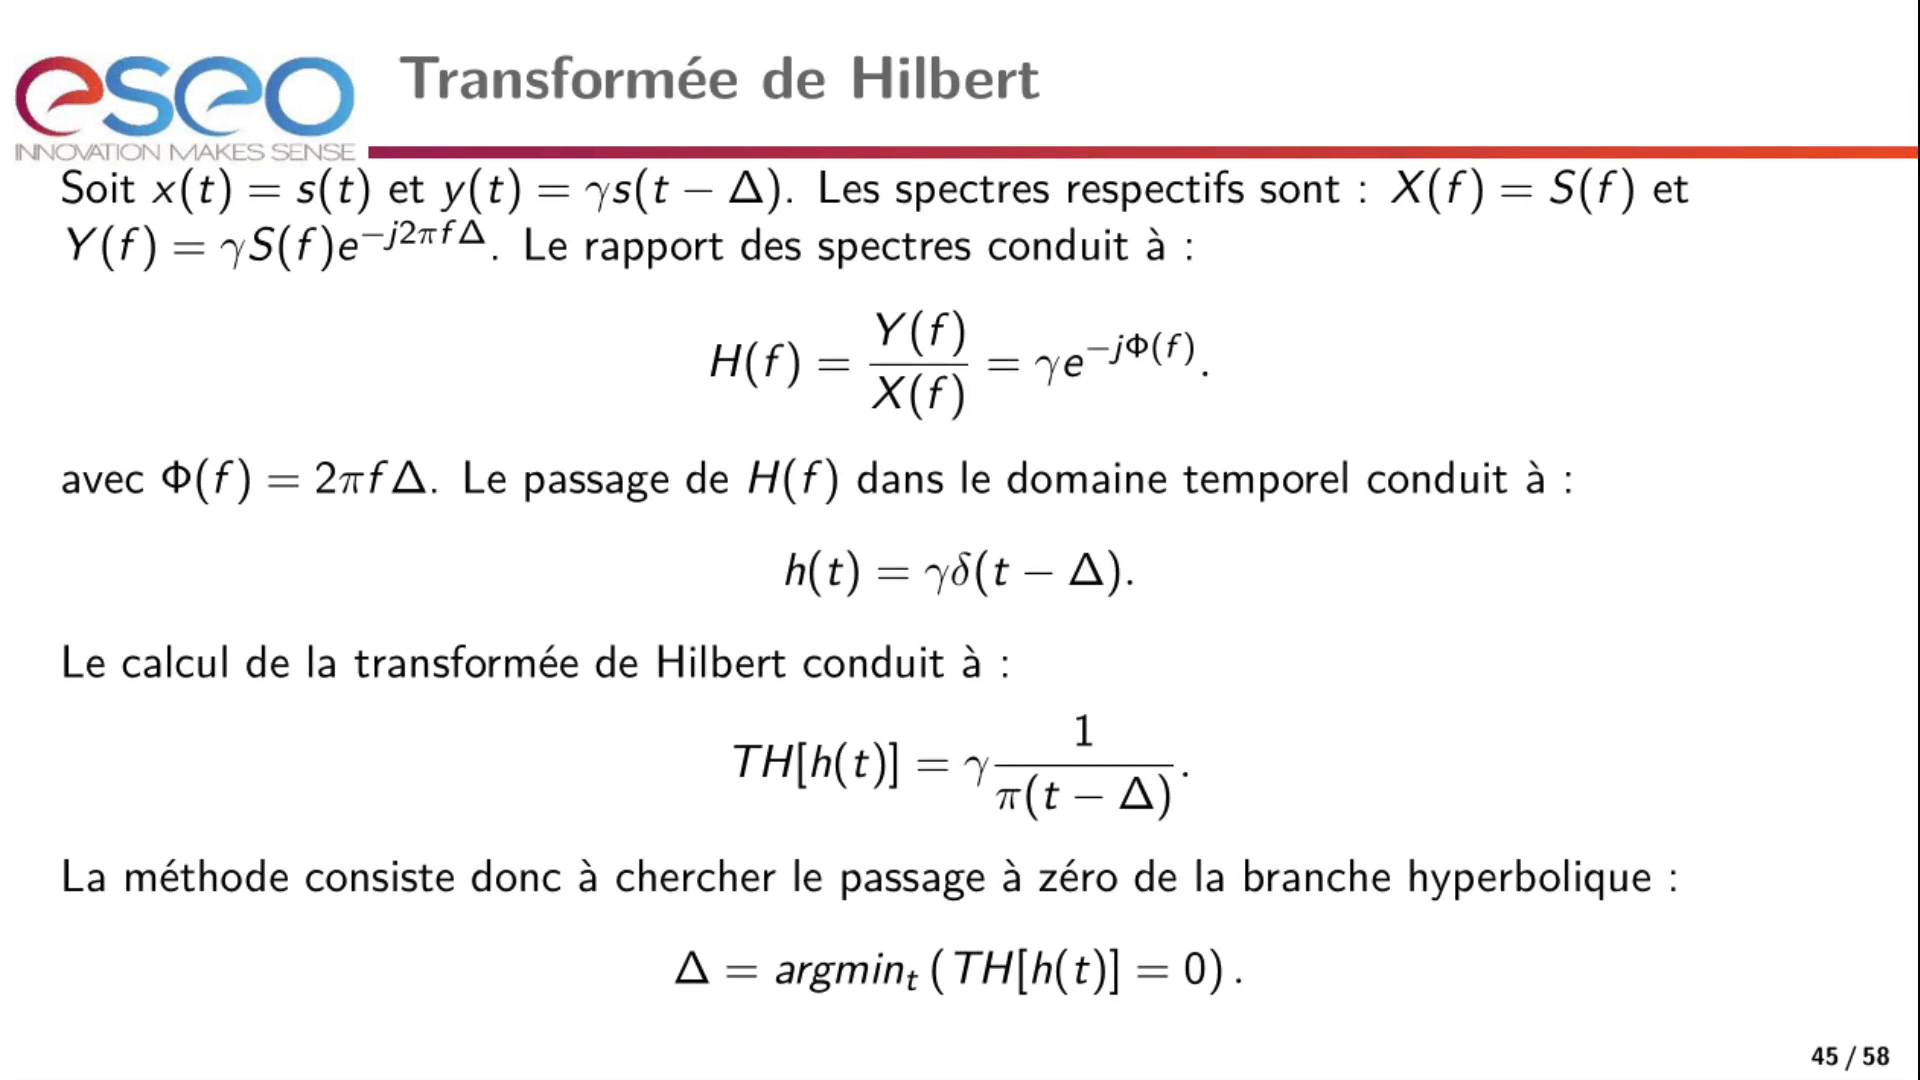 eseo
INNOVATION MAKES SENSE
Transformée de Hilbert
Soit x(t) = s(t) et y(t) = γs(t − Δ). Les spectres respectifs sont : X(f) = S(f) et
Y(f) = γS(f)e^{−j2πfΔ}. Le rapport des spectres conduit à :
H(f) = Y(f)/X(f) = γe^{−jΦ(f)}.
avec Φ(f) = 2πfΔ. Le passage de H(f) dans le domaine temporel conduit à :
h(t) = γδ(t − Δ).
Le calcul de la transformée de Hilbert conduit à :
TH[h(t)] = γ 1/π(t − Δ).
La méthode consiste donc à chercher le passage à zéro de la branche hyperbolique :
Δ = argmin_t (TH[h(t)] = 0).
45 / 58